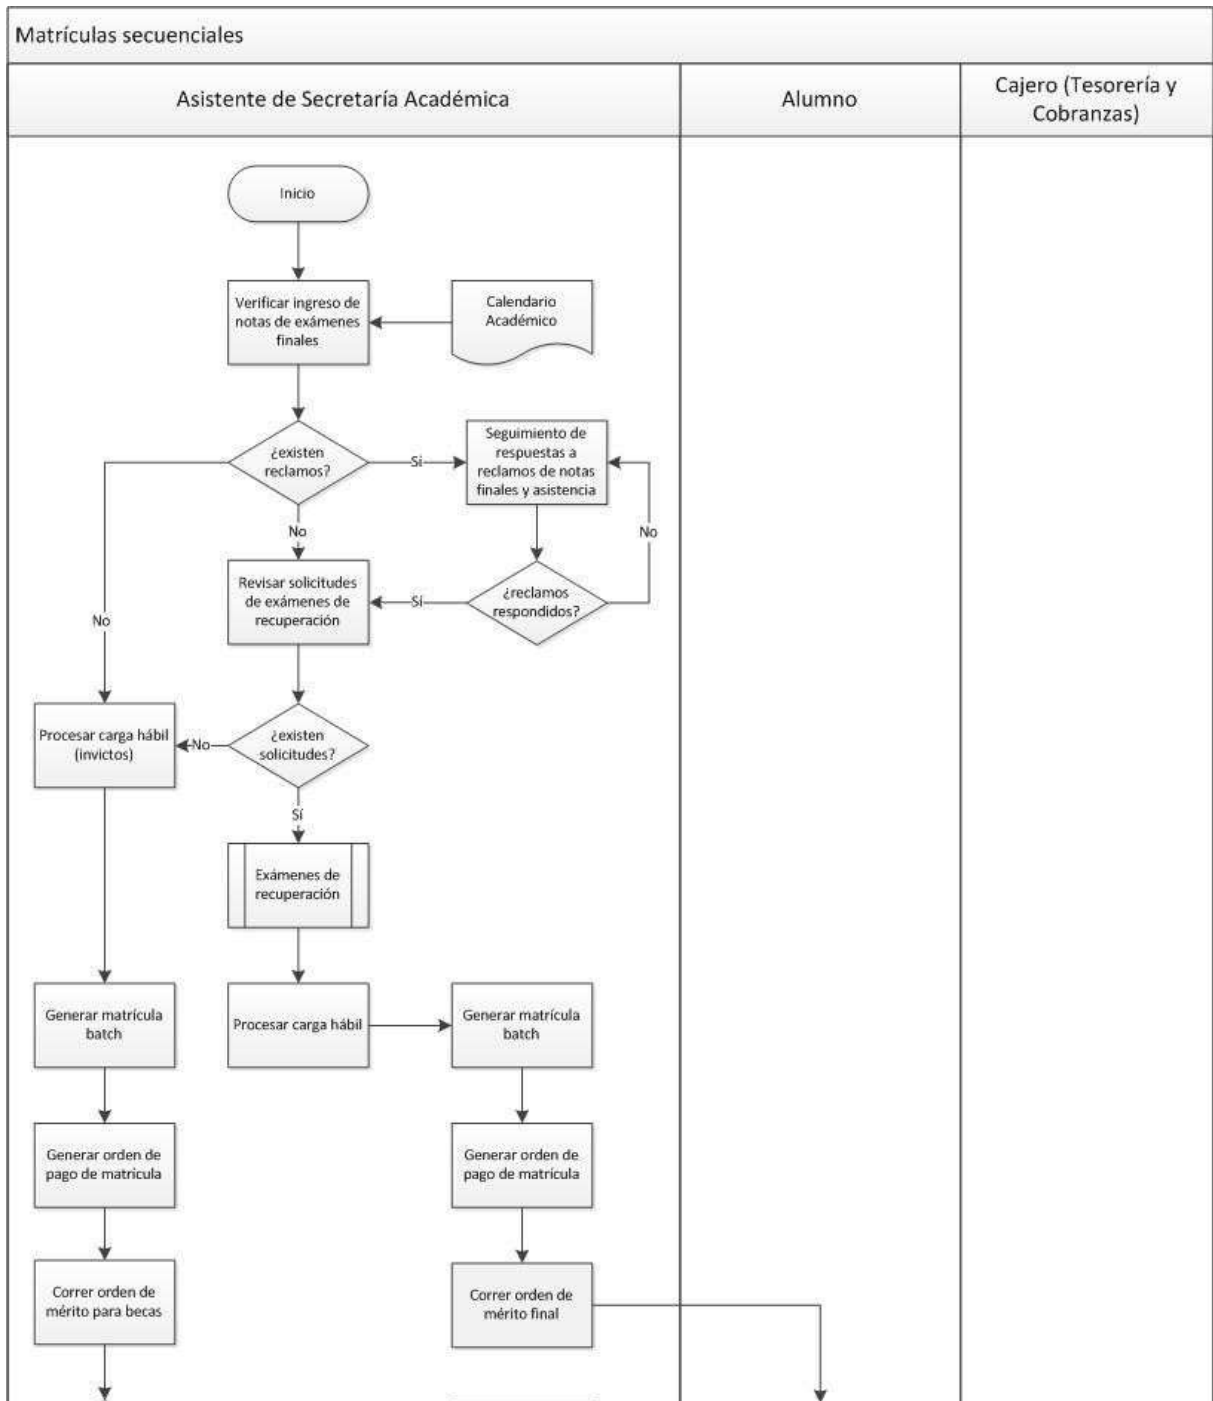 Matrículas secuenciales
Asistente de Secretaría Académica
Alumno
Cajero (Tesorería y
Cobranzas)
Inicio
Verificar ingreso de
notas de exámenes
finales
Calendario
Académico
¿existen
reclamos?
Sí
Seguimiento de
respuestas a
reclamos de notas
finales y asistencia
No
No
Revisar solicitudes
de exámenes de
recuperación
Sí
¿reclamos
respondidos?
No
Procesar carga hábil
(invictos)
No
¿existen
solicitudes?
Sí
Exámenes de
recuperación
Generar matrícula
batch
Procesar carga hábil
Generar matrícula
batch
Generar orden de
pago de matrícula
Generar orden de
pago de matrícula
Correr orden de
mérito para becas
Correr orden de
mérito final